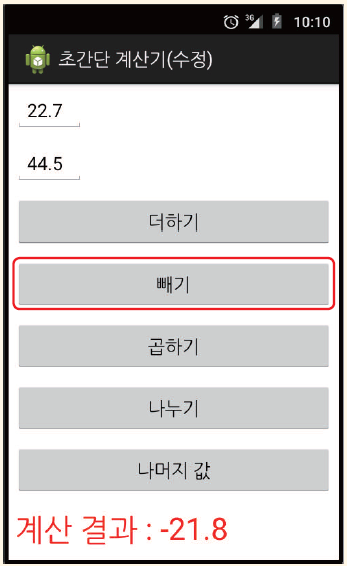 3G 10:10
초간단 계산기(수정)
22.7
44.5
더하기
빼기
곱하기
나누기
나머지 값
계산 결과 : -21.8